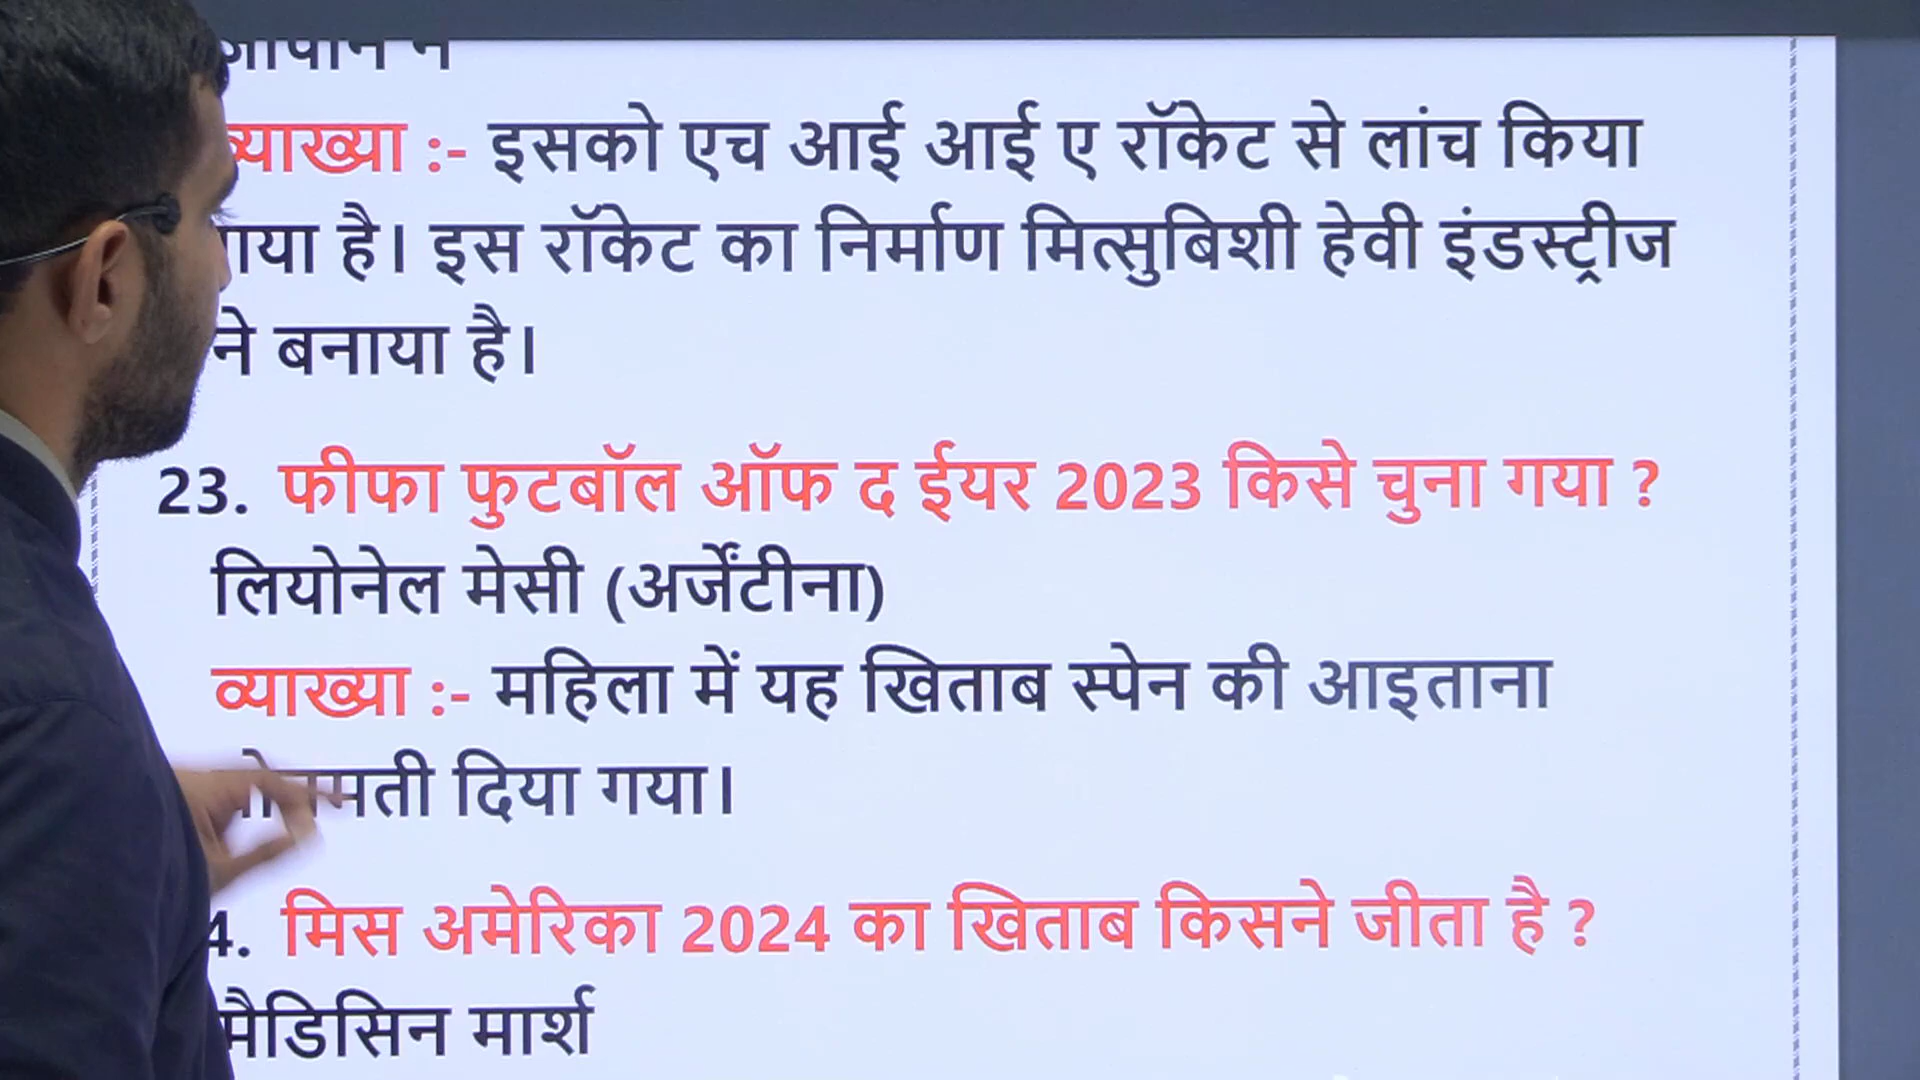 जापान ने
व्याख्या :- इसको एच आई आई ए रॉकेट से लांच किया
गया है। इस रॉकेट का निर्माण मित्सुबिशी हेवी इंडस्ट्रीज
ने बनाया है।
23. फीफा फुटबॉल ऑफ द ईयर 2023 किसे चुना गया ?
लियोनेल मेसी (अर्जेंटीना)
व्याख्या :- महिला में यह खिताब स्पेन की आइताना
दिया गया।
4. मिस अमेरिका 2024 का खिताब किसने जीता है ?
मैडिसिन मार्श